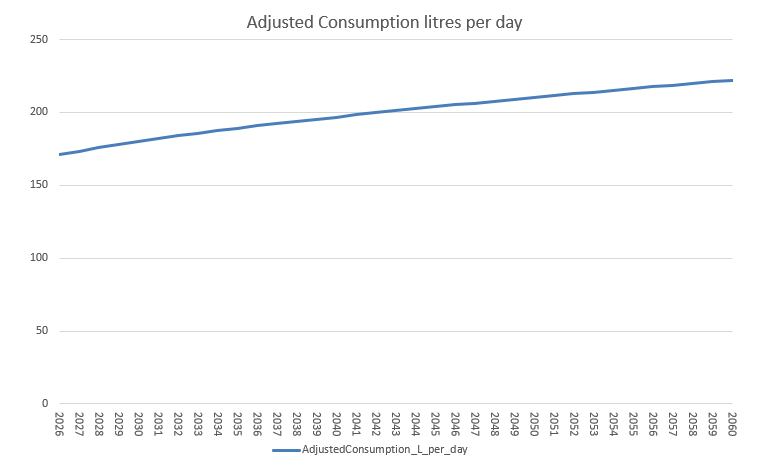 Adjusted Consumption litres per day
250
200
150
100
50
0
2026 2027 2028 2029 2030 2031 2032 2033 2034 2035 2036 2037 2038 2039 2040 2041 2042 2043 2044 2045 2046 2047 2048 2049 2050 2051 2052 2053 2054 2055 2056 2057 2058 2059 2060
AdjustedConsumption_L_per_day